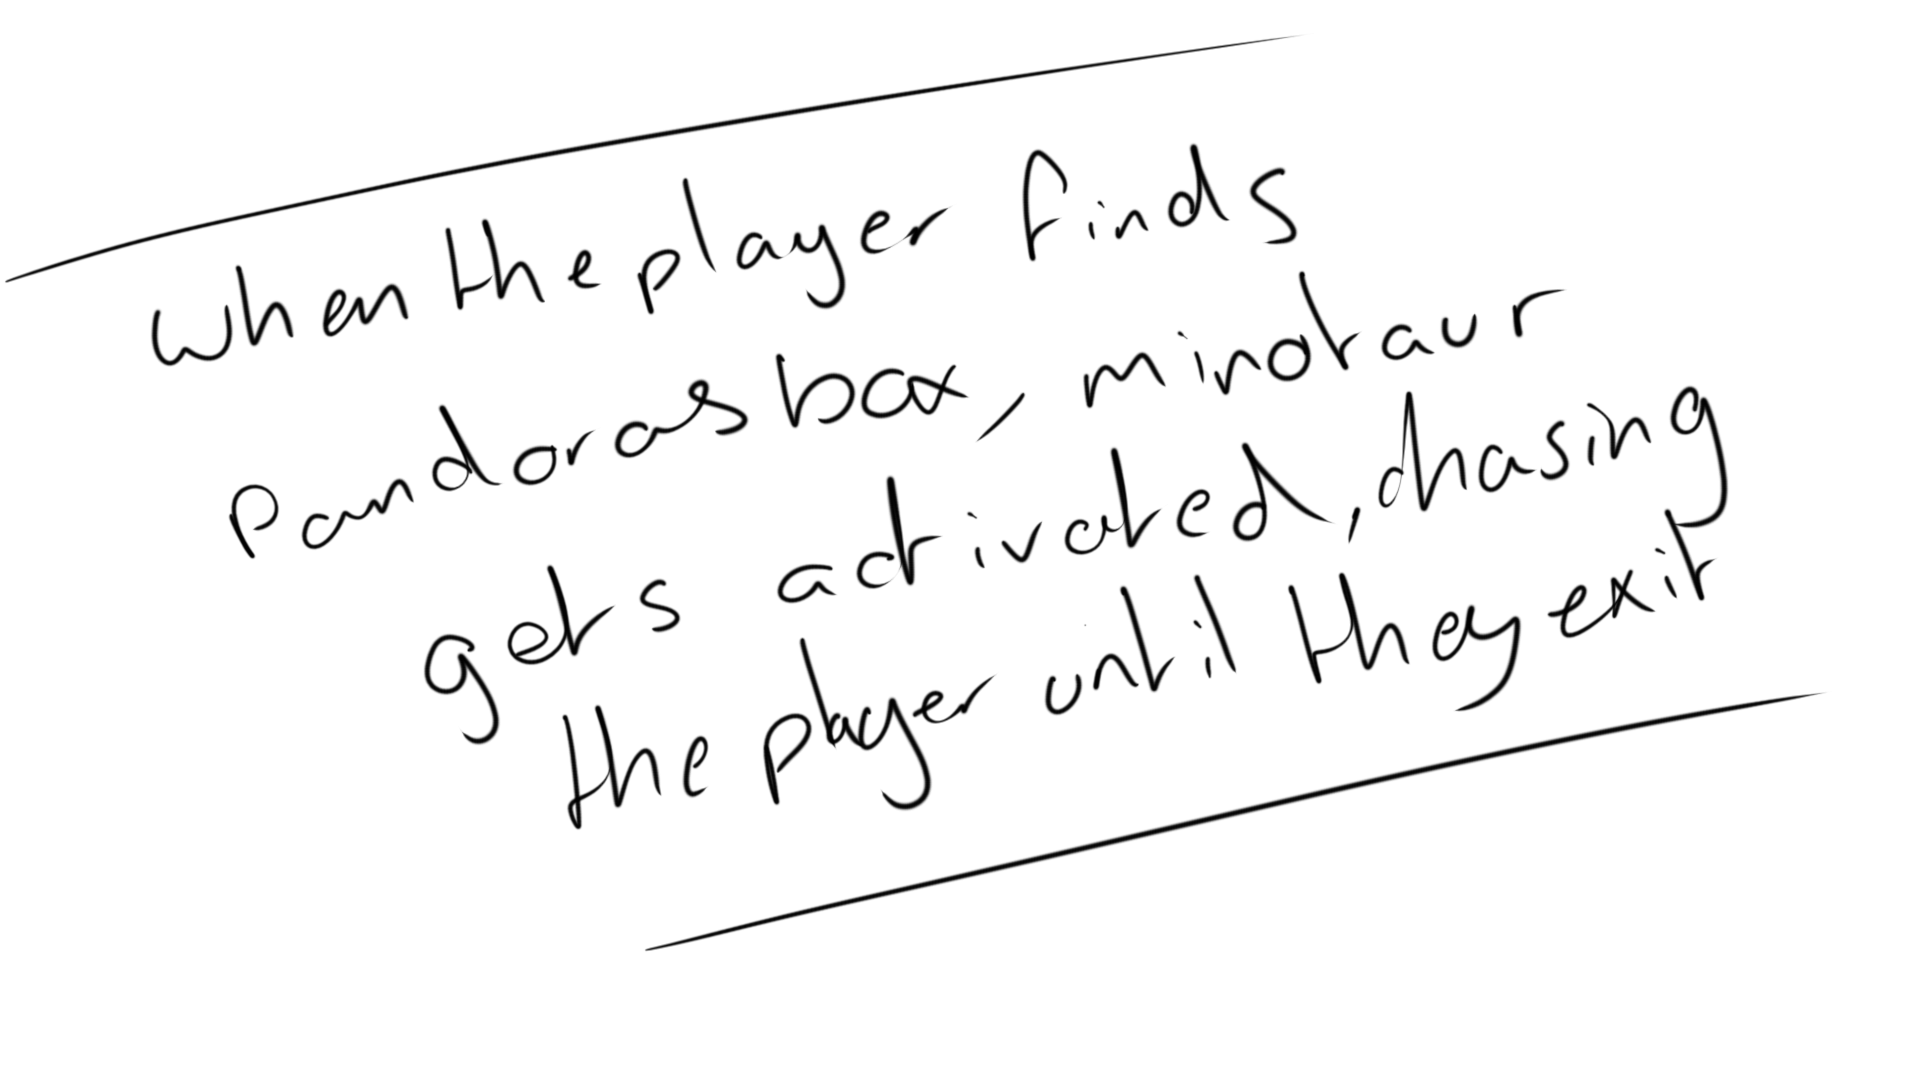 When the player finds
Pandoras box, minotaur
gets activated, chasing
the player until they exit